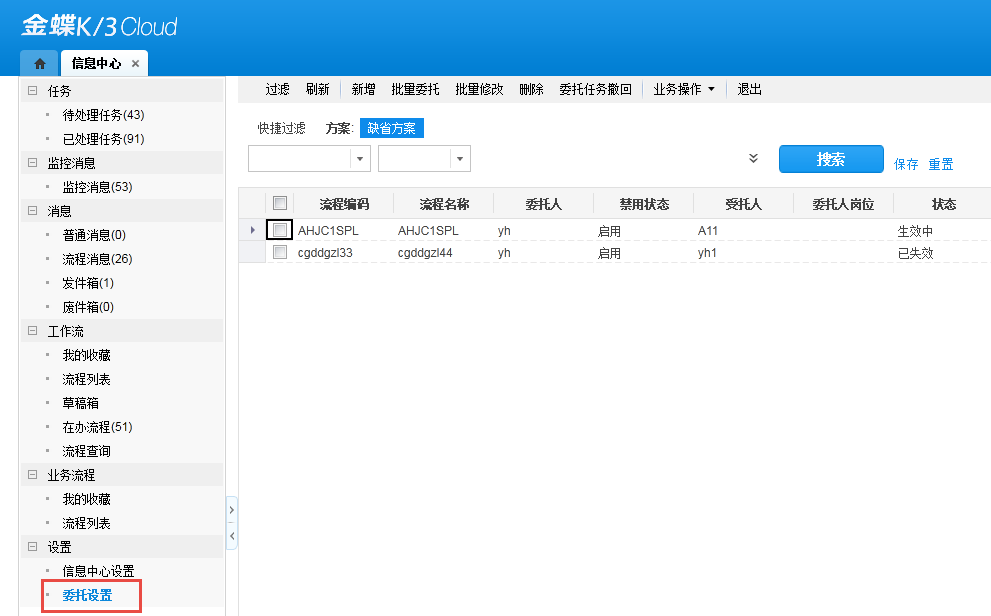 金蝶K/3 Cloud
信息中心 ×
任务
待处理任务(43)
已处理任务(91)
监控消息
监控消息(53)
消息
普通消息(0)
流程消息(26)
发件箱(1)
废件箱(0)
工作流
我的收藏
流程列表
草稿箱
在办流程(51)
流程查询
业务流程
我的收藏
流程列表
设置
信息中心设置
委托设置
过滤 刷新 新增 批量委托 批量修改 删除 委托任务撤回 业务操作 退出
快捷过滤 方案: 缺省方案
搜索 保存 重置
流程编码 流程名称 委托人 禁用状态 受托人 委托人岗位 状态
AHJC1SPL AHJC1SPL yh 启用 A11 生效中
cgddgzl33 cgddgzl44 yh 启用 yh1 已失效